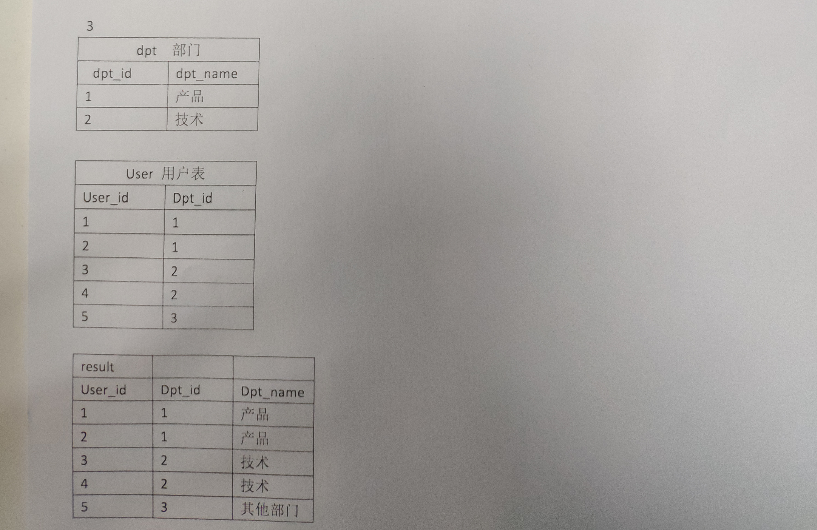 3
dpt 部门
dpt_id dpt_name
1 产品
2 技术
User 用户表
User_id Dpt_id
1 1
2 1
3 2
4 2
5 3
result
User_id Dpt_id Dpt_name
1 1 产品
2 1 产品
3 2 技术
4 2 技术
5 3 其他部门